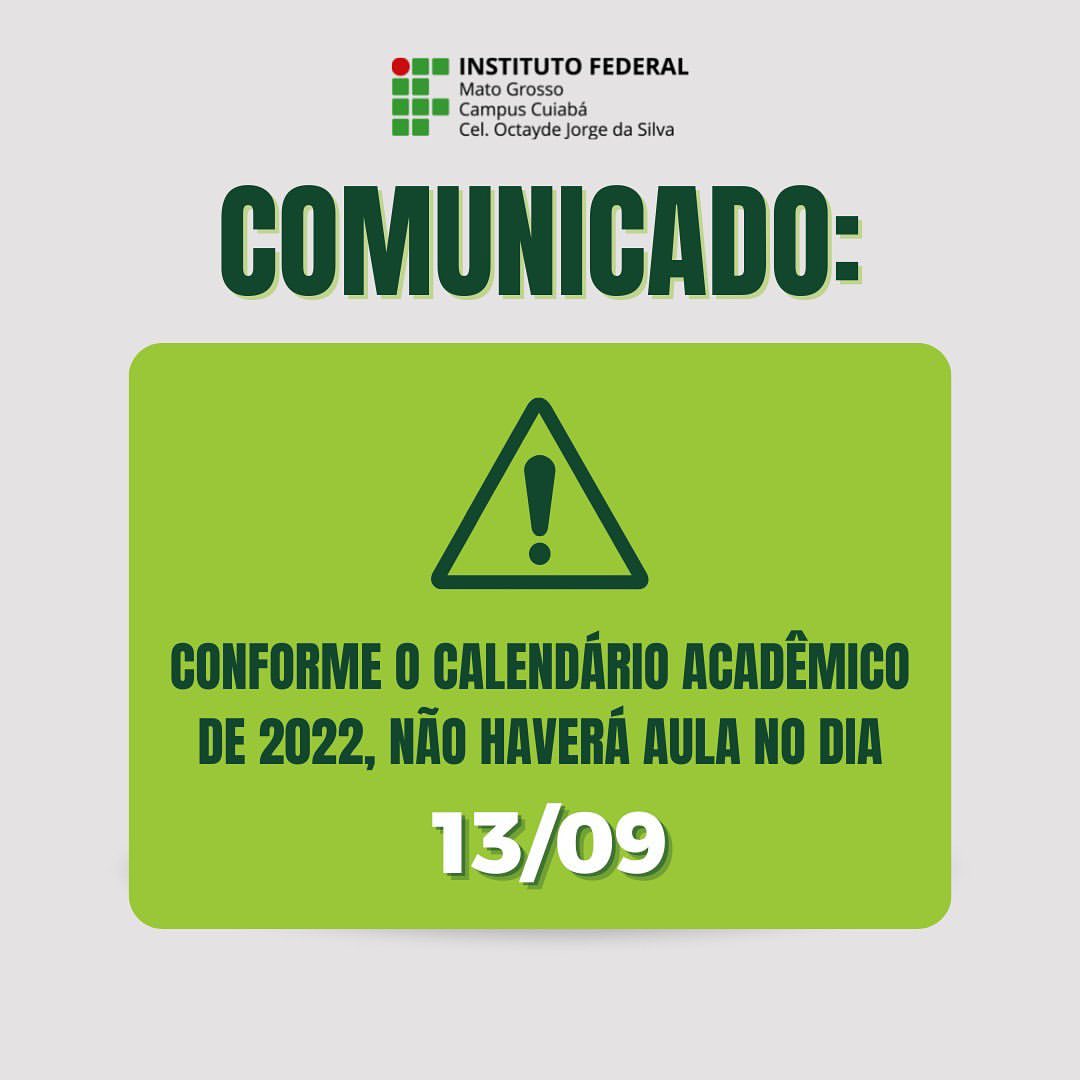 INSTITUTO FEDERAL
Mato Grosso
Campus Cuiabá
Cel. Octayde Jorge da Silva
COMUNICADO:
CONFORME O CALENDÁRIO ACADÊMICO
DE 2022, NÃO HAVERÁ AULA NO DIA
13/09